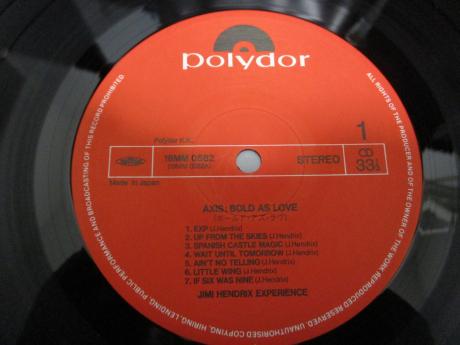 polydor
Polydor K.K.,
18MM 0582
(18MM 0582A)
Made in Japan
1
STEREO
33⅓
AXIS: BOLD AS LOVE
(ボールド・アズ・ラヴ)
1. EXP (J.Hendrix)
2. UP FROM THE SKIES (J.Hendrix)
3. SPANISH CASTLE MAGIC (J.Hendrix)
4. WAIT UNTIL TOMORROW (J.Hendrix)
5. AIN'T NO TELLING (J.Hendrix)
6. LITTLE WING (J.Hendrix)
7. IF SIX WAS NINE (J.Hendrix)
JIMI HENDRIX EXPERIENCE
ALL RIGHTS OF THE PRODUCER AND OF THE OWNER OF THE WORK REPRODUCED RESERVED. UNAUTHORISED COPYING, HIRING, LENDING, PUBLIC PERFORMANCE AND BROADCASTING OF THIS RECORD PROHIBITED.